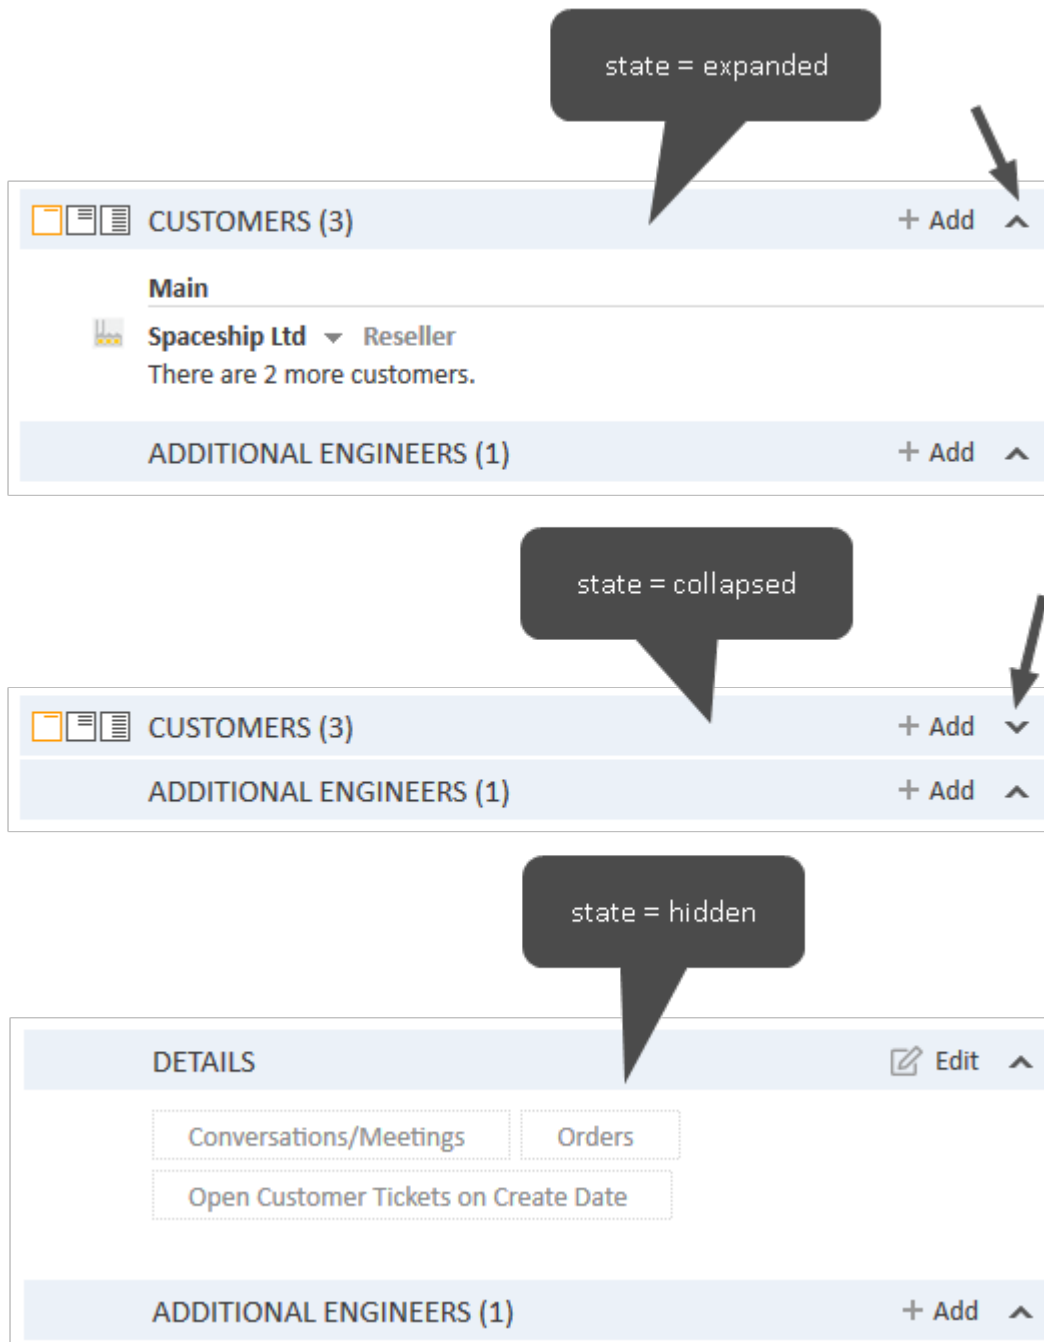 state = expanded
CUSTOMERS (3) + Add
Main
Spaceship Ltd Reseller
There are 2 more customers.
ADDITIONAL ENGINEERS (1) + Add
state = collapsed
CUSTOMERS (3) + Add
ADDITIONAL ENGINEERS (1) + Add
state = hidden
DETAILS Edit
Conversations/Meetings Orders
Open Customer Tickets on Create Date
ADDITIONAL ENGINEERS (1) + Add